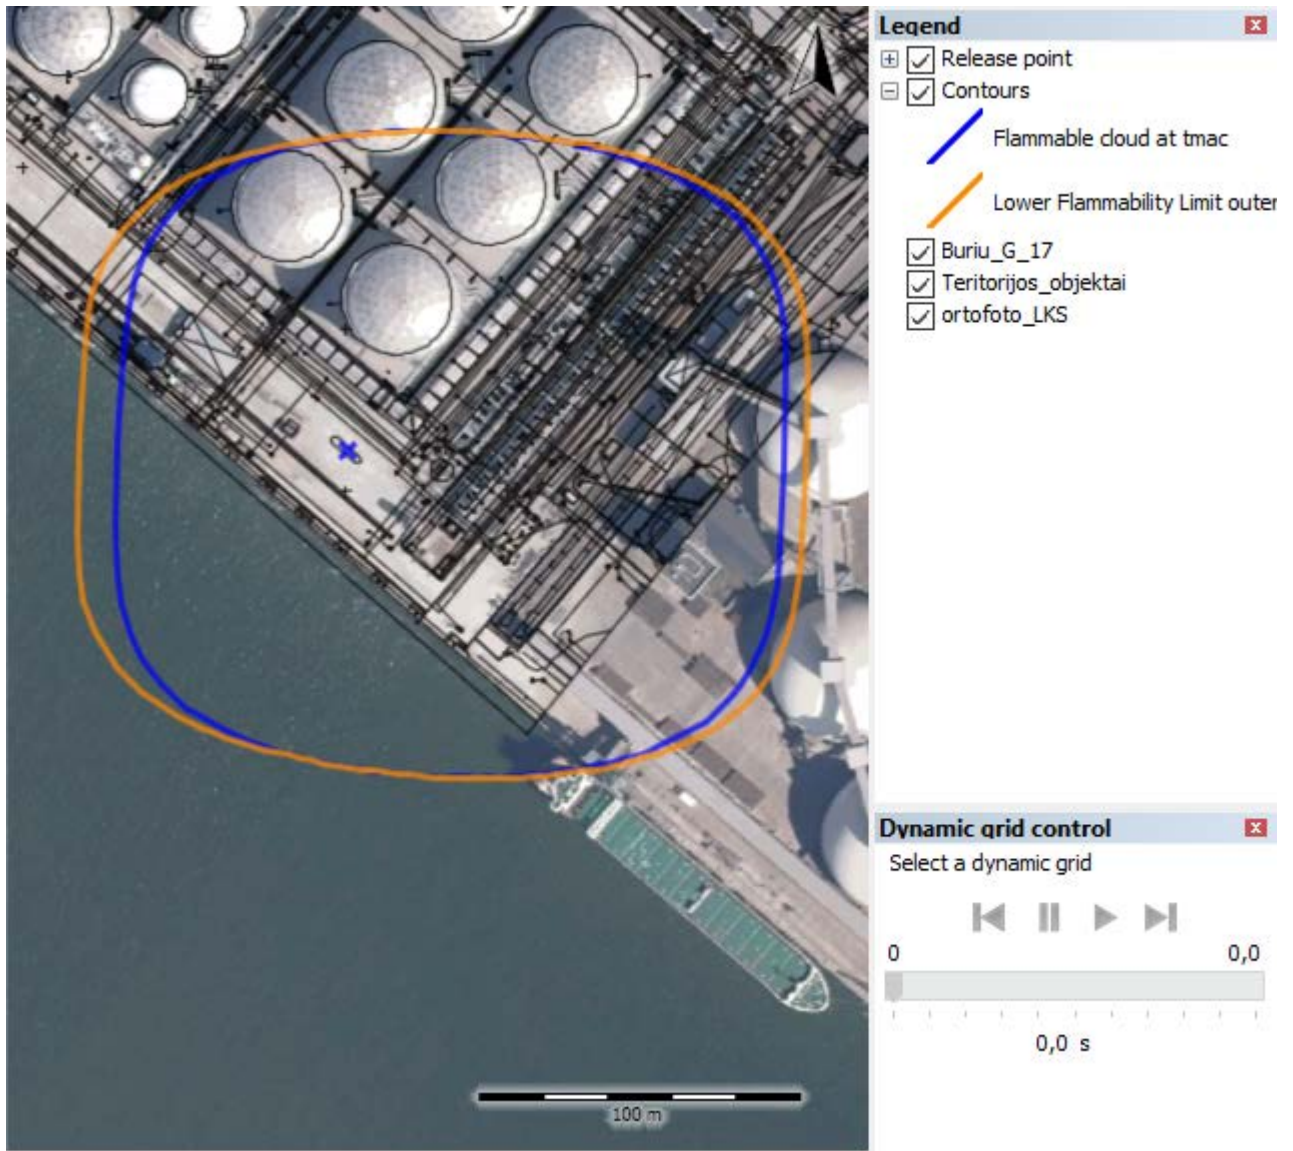 Legend
Release point
Contours
Flammable cloud at tmac
Lower Flammability Limit outer
Buriu_G_17
Teritorijos_objektai
ortofoto_LKS
Dynamic grid control
Select a dynamic grid
0 0,0
0,0 s
100 m